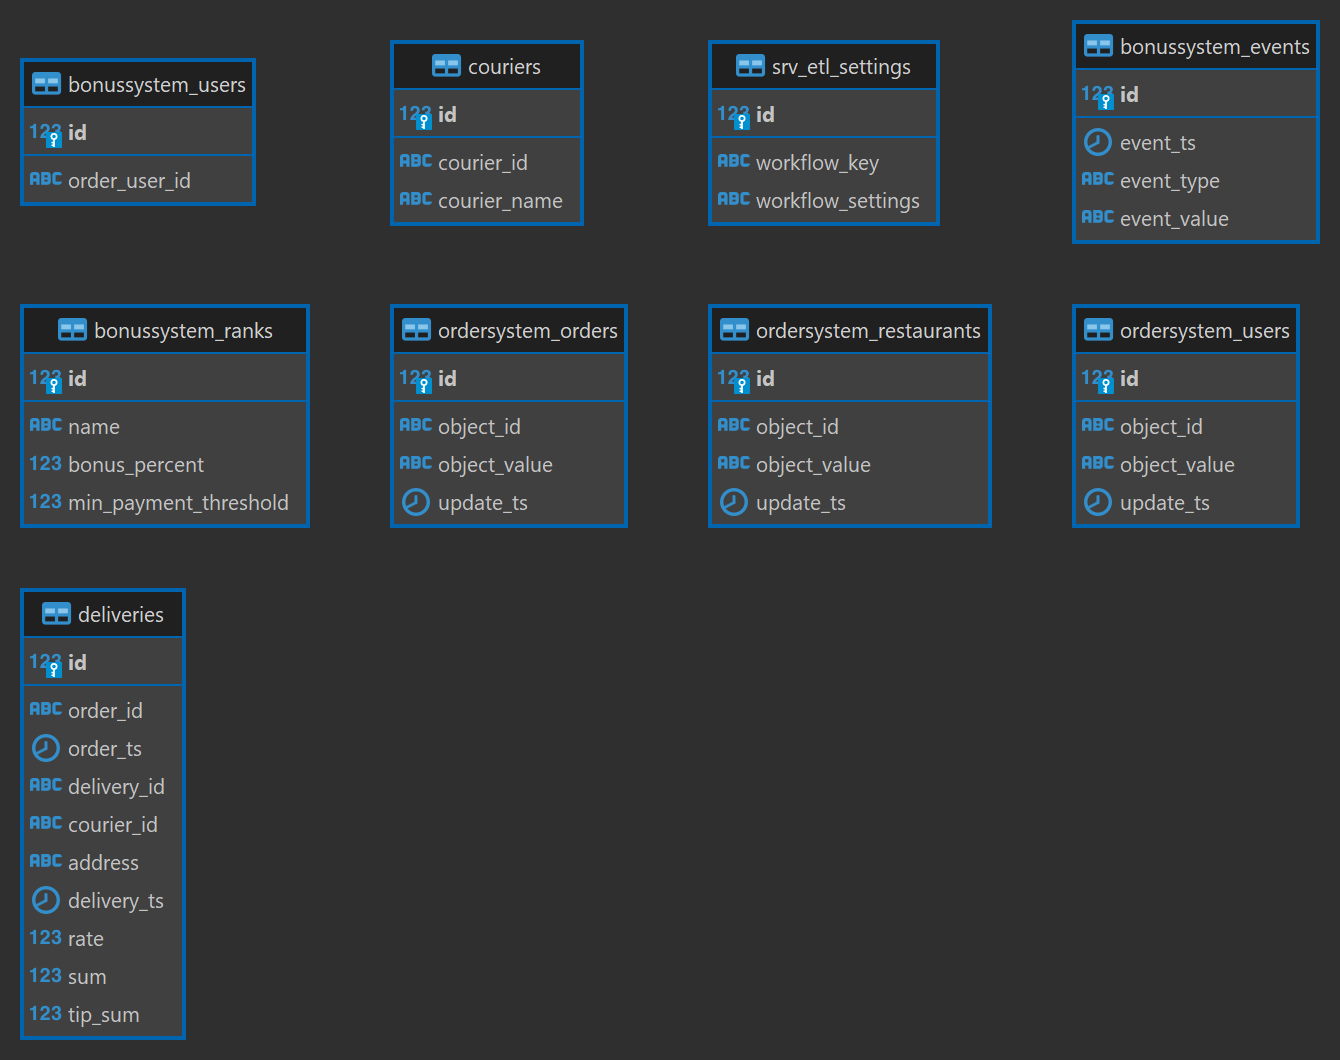 bonussystem_users
123 id
ABC order_user_id
couriers
123 id
ABC courier_id
ABC courier_name
srv_etl_settings
123 id
ABC workflow_key
ABC workflow_settings
bonussystem_events
123 id
event_ts
ABC event_type
ABC event_value
bonussystem_ranks
123 id
ABC name
123 bonus_percent
123 min_payment_threshold
ordersystem_orders
123 id
ABC object_id
ABC object_value
update_ts
ordersystem_restaurants
123 id
ABC object_id
ABC object_value
update_ts
ordersystem_users
123 id
ABC object_id
ABC object_value
update_ts
deliveries
123 id
ABC order_id
order_ts
ABC delivery_id
ABC courier_id
ABC address
delivery_ts
123 rate
123 sum
123 tip_sum